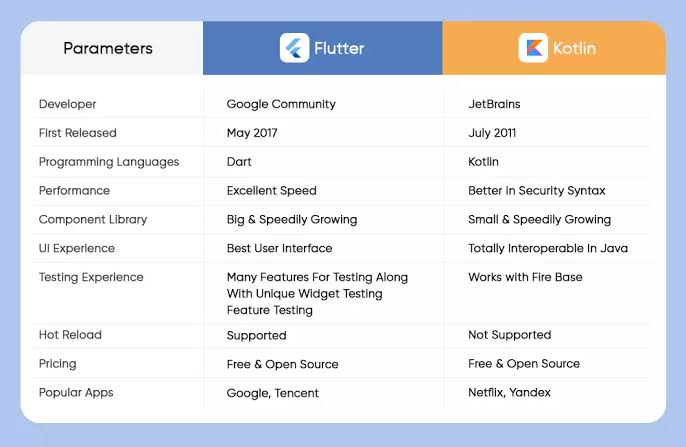 Parameters Flutter Kotlin
Developer Google Community JetBrains
First Released May 2017 July 2011
Programming Languages Dart Kotlin
Performance Excellent Speed Better In Security Syntax
Component Library Big & Speedily Growing Small & Speedily Growing
UI Experience Best User Interface Totally Interoperable In Java
Testing Experience Many Features For Testing Along Works with Fire Base
With Unique Widget Testing
Feature Testing
Hot Reload Supported Not Supported
Pricing Free & Open Source Free & Open Source
Popular Apps Google, Tencent Netflix, Yandex